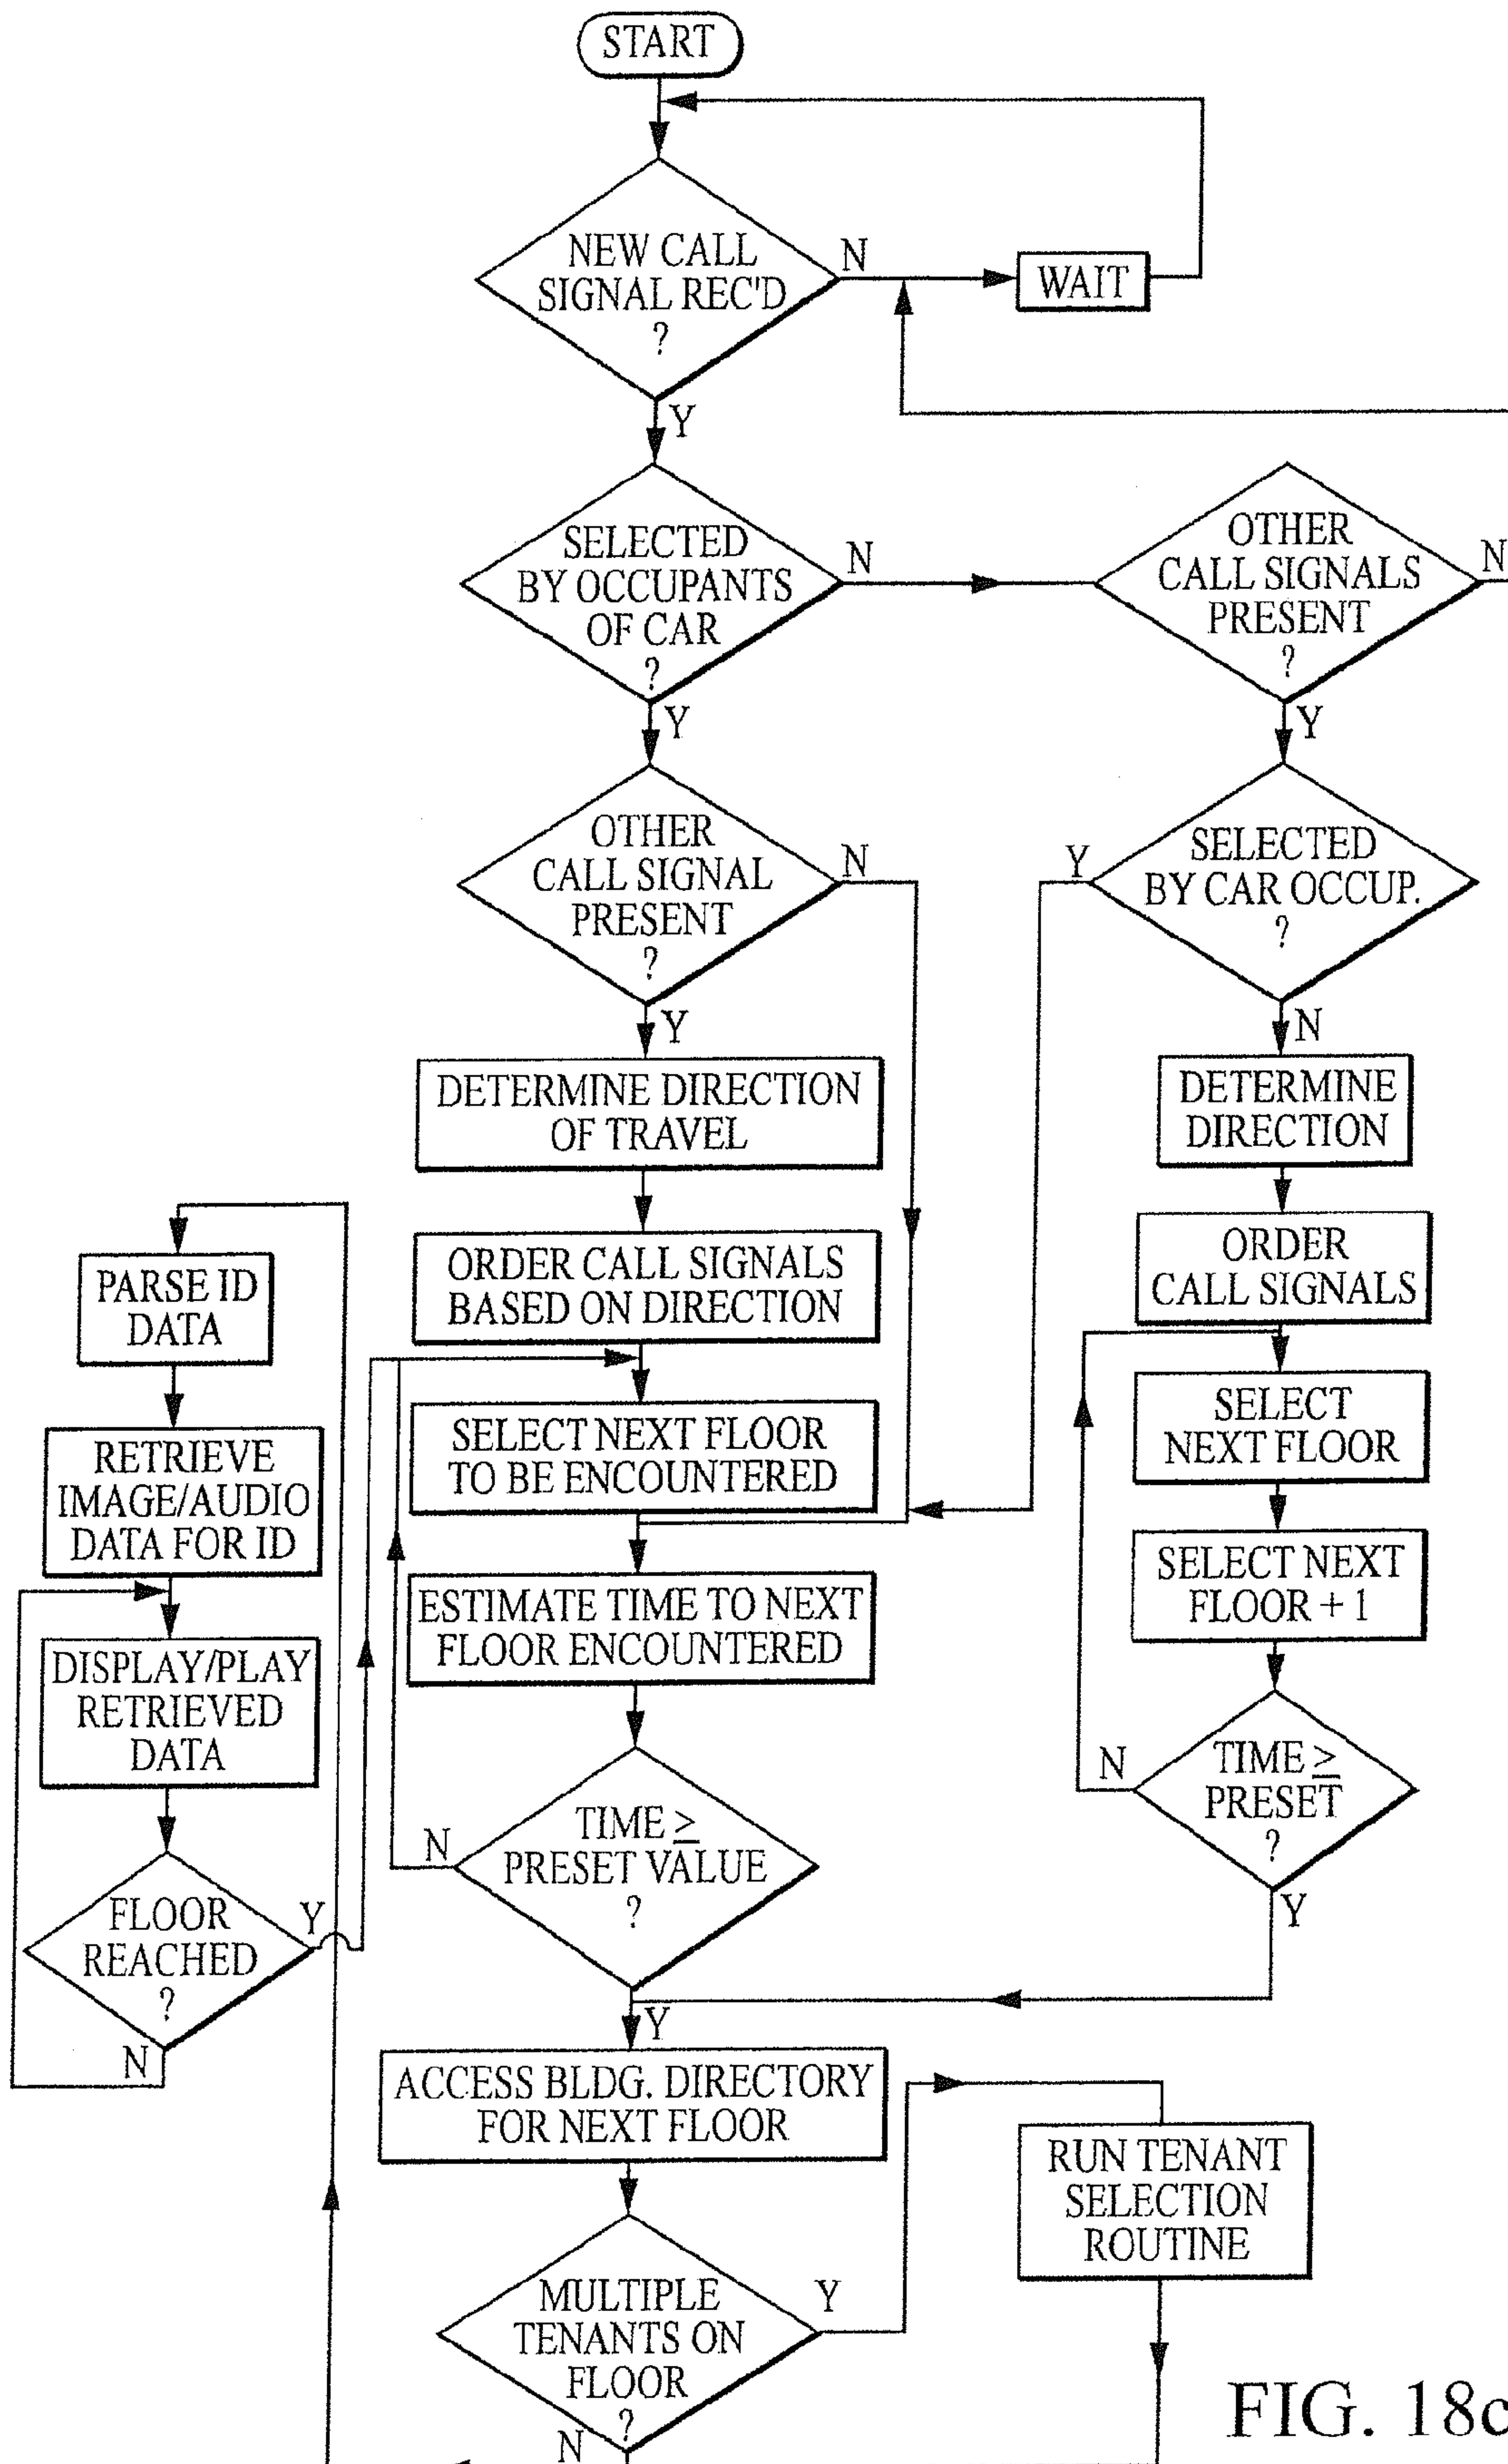 START
NEW CALL
SIGNAL REC'D
?
N
WAIT
Y
SELECTED
BY OCCUPANTS
OF CAR
?
N
OTHER
CALL SIGNALS
PRESENT
?
N
Y
Y
OTHER
CALL SIGNAL
PRESENT
?
N
Y
SELECTED
BY CAR OCCUP.
?
Y
N
DETERMINE DIRECTION
OF TRAVEL
DETERMINE
DIRECTION
ORDER CALL SIGNALS
BASED ON DIRECTION
ORDER
CALL SIGNALS
PARSE ID
DATA
SELECT NEXT FLOOR
TO BE ENCOUNTERED
SELECT
NEXT FLOOR
RETRIEVE
IMAGE/AUDIO
DATA FOR ID
SELECT NEXT
FLOOR + 1
ESTIMATE TIME TO NEXT
FLOOR ENCOUNTERED
DISPLAY/PLAY
RETRIEVED
DATA
TIME ≥
PRESET
?
N
Y
TIME ≥
PRESET VALUE
?
N
Y
FLOOR
REACHED
?
Y
N
ACCESS BLDG. DIRECTORY
FOR NEXT FLOOR
RUN TENANT
SELECTION
ROUTINE
MULTIPLE
TENANTS ON
FLOOR
?
Y
N
FIG. 18c